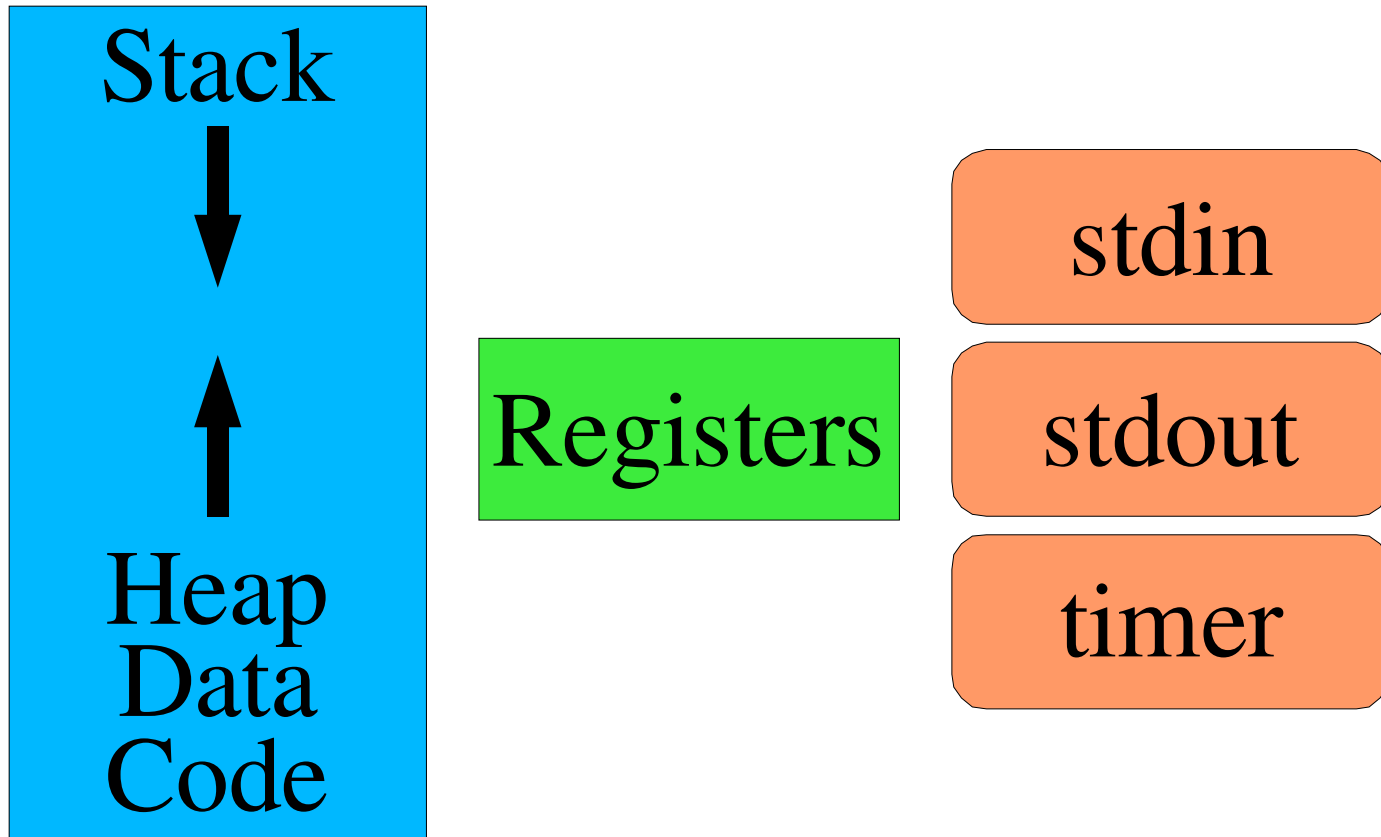 Stack
Heap
Data
Code
Registers
stdin
stdout
timer